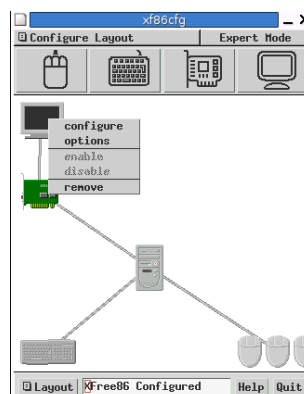 xf86cfg
Configure Layout Expert Mode
configure
options
enable
disable
remove
Layout XFree86 Configured Help Quit